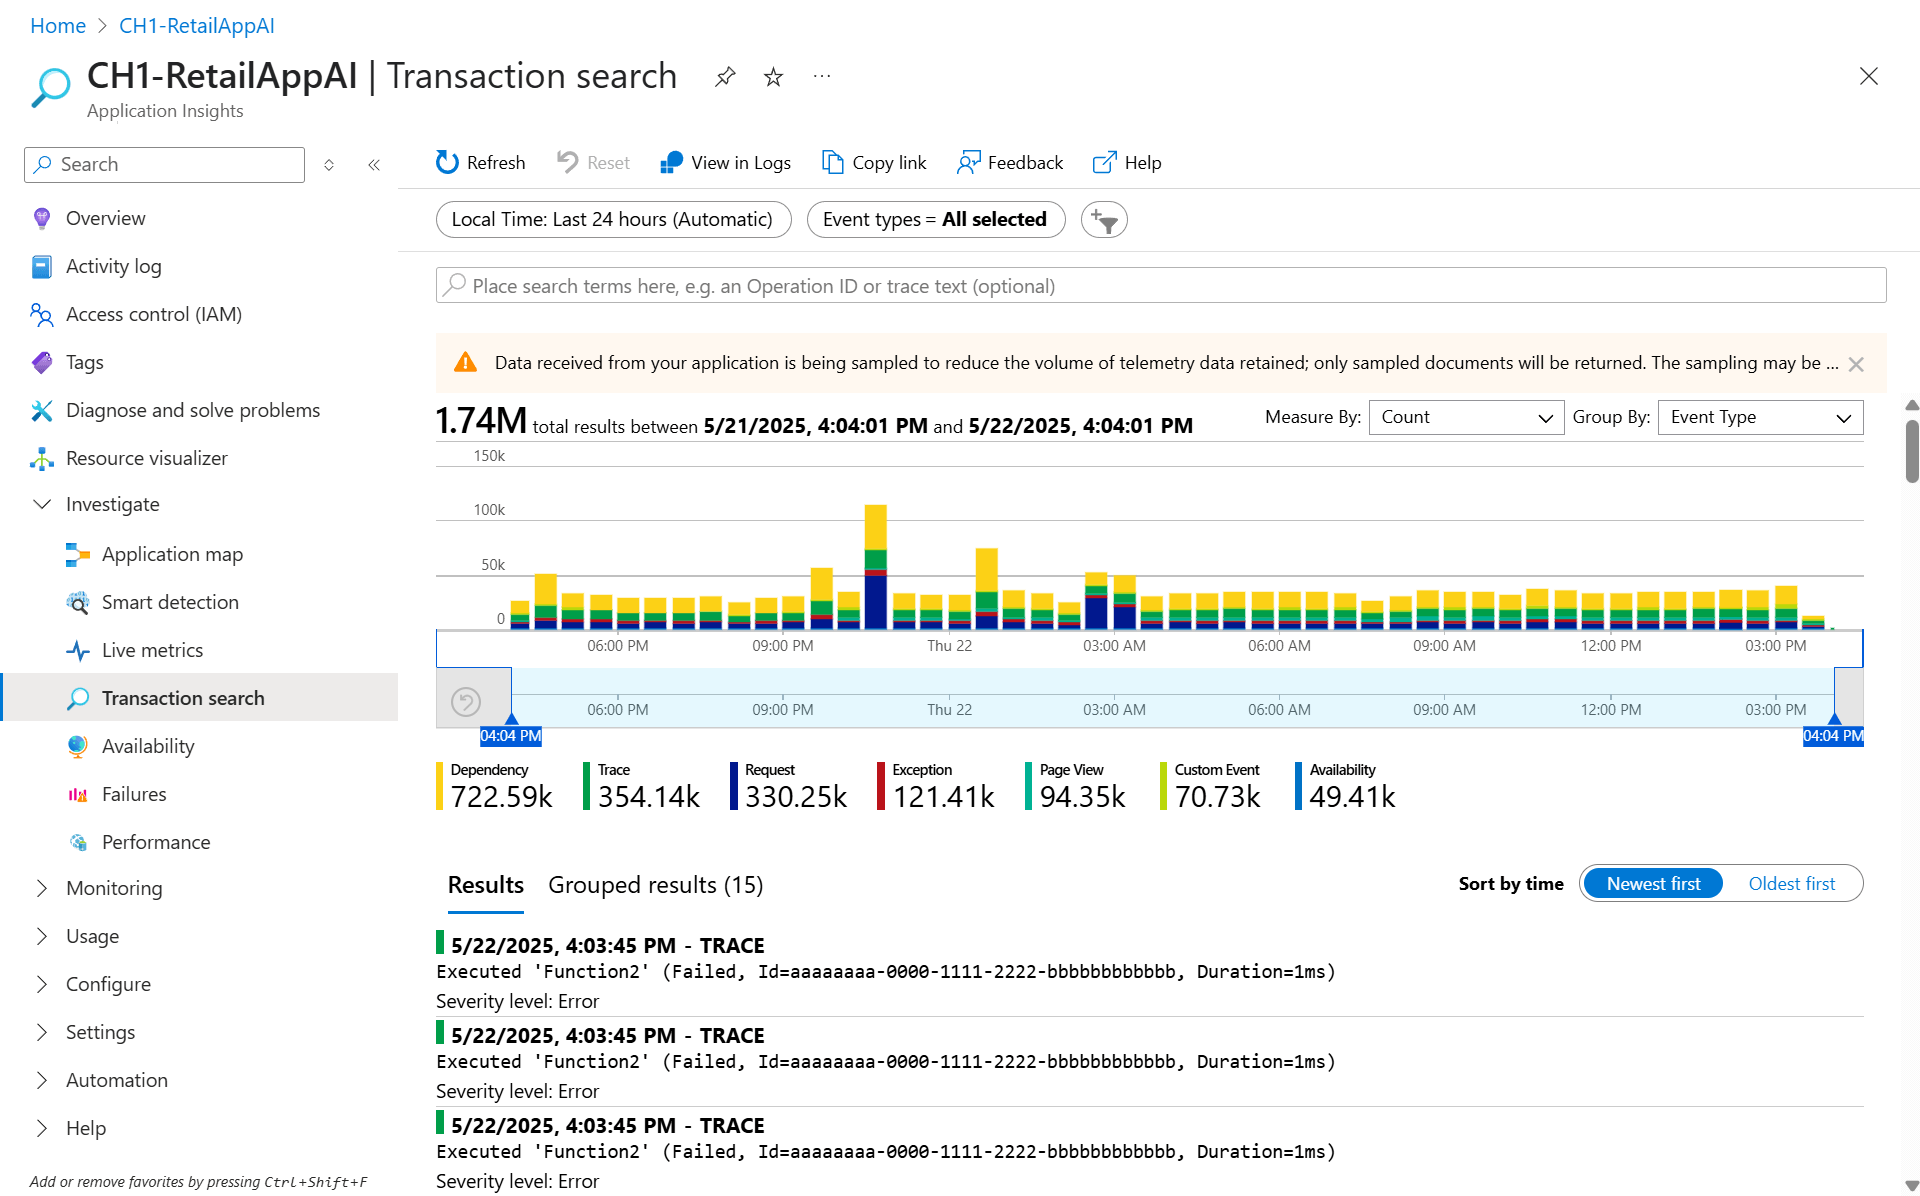 Home > CH1-RetailAppAI
CH1-RetailAppAI | Transaction search
Application Insights
Search
Overview
Activity log
Access control (IAM)
Tags
Diagnose and solve problems
Resource visualizer
Investigate
Application map
Smart detection
Live metrics
Transaction search
Availability
Failures
Performance
Monitoring
Usage
Configure
Settings
Automation
Help
Add or remove favorites by pressing Ctrl+Shift+F
Refresh Reset View in Logs Copy link Feedback Help
Local Time: Last 24 hours (Automatic) Event types = All selected
Place search terms here, e.g. an Operation ID or trace text (optional)
Data received from your application is being sampled to reduce the volume of telemetry data retained; only sampled documents will be returned. The sampling may be ...
1.74M total results between 5/21/2025, 4:04:01 PM and 5/22/2025, 4:04:01 PM
Measure By: Count Group By: Event Type
150k
100k
50k
0
06:00 PM 09:00 PM Thu 22 03:00 AM 06:00 AM 09:00 AM 12:00 PM 03:00 PM
06:00 PM 09:00 PM Thu 22 03:00 AM 06:00 AM 09:00 AM 12:00 PM 03:00 PM
04:04 PM 04:04 PM
Dependency Trace Request Exception Page View Custom Event Availability
722.59k 354.14k 330.25k 121.41k 94.35k 70.73k 49.41k
Results Grouped results (15) Sort by time Newest first Oldest first
5/22/2025, 4:03:45 PM - TRACE
Executed 'Function2' (Failed, Id=aaaaaaaa-0000-1111-2222-bbbbbbbbbbbb, Duration=1ms)
Severity level: Error
5/22/2025, 4:03:45 PM - TRACE
Executed 'Function2' (Failed, Id=aaaaaaaa-0000-1111-2222-bbbbbbbbbbbb, Duration=1ms)
Severity level: Error
5/22/2025, 4:03:45 PM - TRACE
Executed 'Function2' (Failed, Id=aaaaaaaa-0000-1111-2222-bbbbbbbbbbbb, Duration=1ms)
Severity level: Error